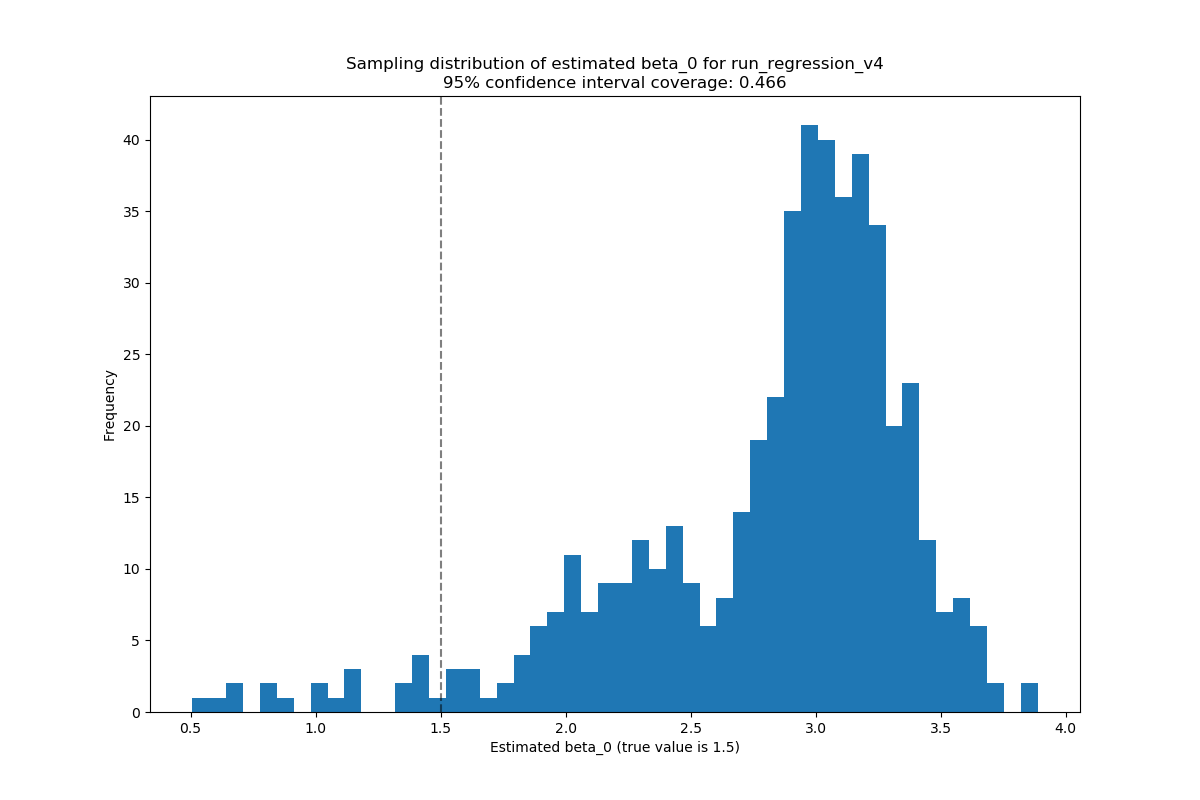 Sampling distribution of estimated beta_0 for run_regression_v4
95% confidence interval coverage: 0.466
Frequency
40
35
30
25
20
15
10
5
0
0.5 1.0 1.5 2.0 2.5 3.0 3.5 4.0
Estimated beta_0 (true value is 1.5)